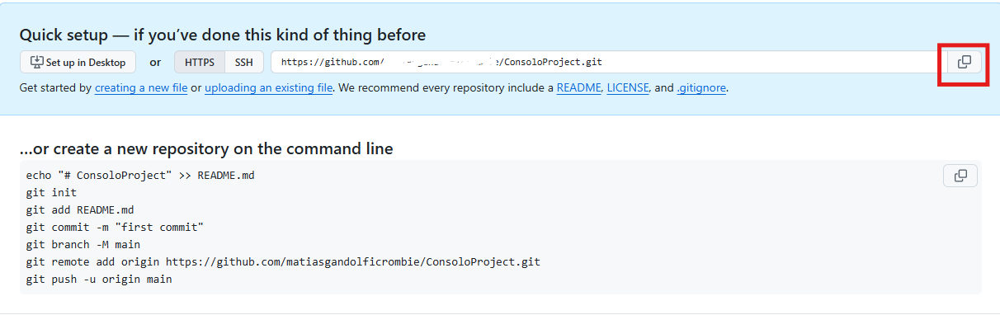 Quick setup — if you've done this kind of thing before
Set up in Desktop or HTTPS SSH https://github.com/ /ConsoloProject.git
Get started by creating a new file or uploading an existing file. We recommend every repository include a README, LICENSE, and .gitignore.
...or create a new repository on the command line
echo "# ConsoloProject" >> README.md
git init
git add README.md
git commit -m "first commit"
git branch -M main
git remote add origin https://github.com/matiasgandolficrombie/ConsoloProject.git
git push -u origin main